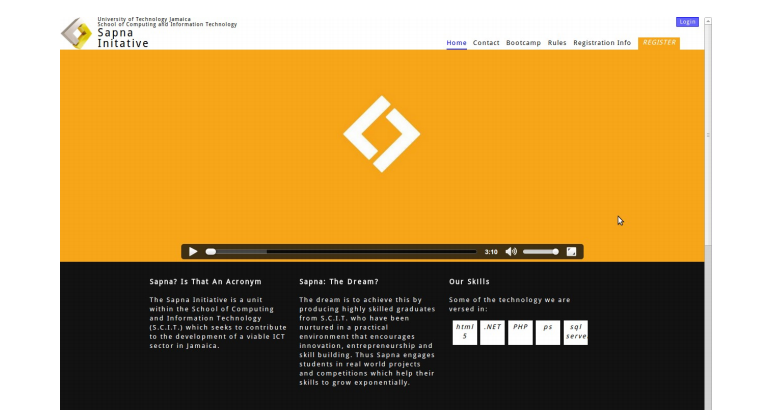 University of Technology Jamaica
School of Computing and Information Technology
Sapna
Initative
Login
Home Contact Bootcamp Rules Registration Info REGISTER
3:10
Sapna? Is That An Acronym
The Sapna Initiative is a unit
within the School of Computing
and Information Technology
(S.C.I.T.) which seeks to contribute
to the development of a viable ICT
sector in Jamaica.
Sapna: The Dream?
The dream is to achieve this by
producing highly skilled graduates
from S.C.I.T. who have been
nurtured in a practical
environment that encourages
innovation, entrepreneurship and
skill building. Thus Sapna engages
students in real world projects
and competitions which help their
skills to grow exponentially.
Our Skills
Some of the technology we are
versed in:
html .NET PHP ps sql
5 serve